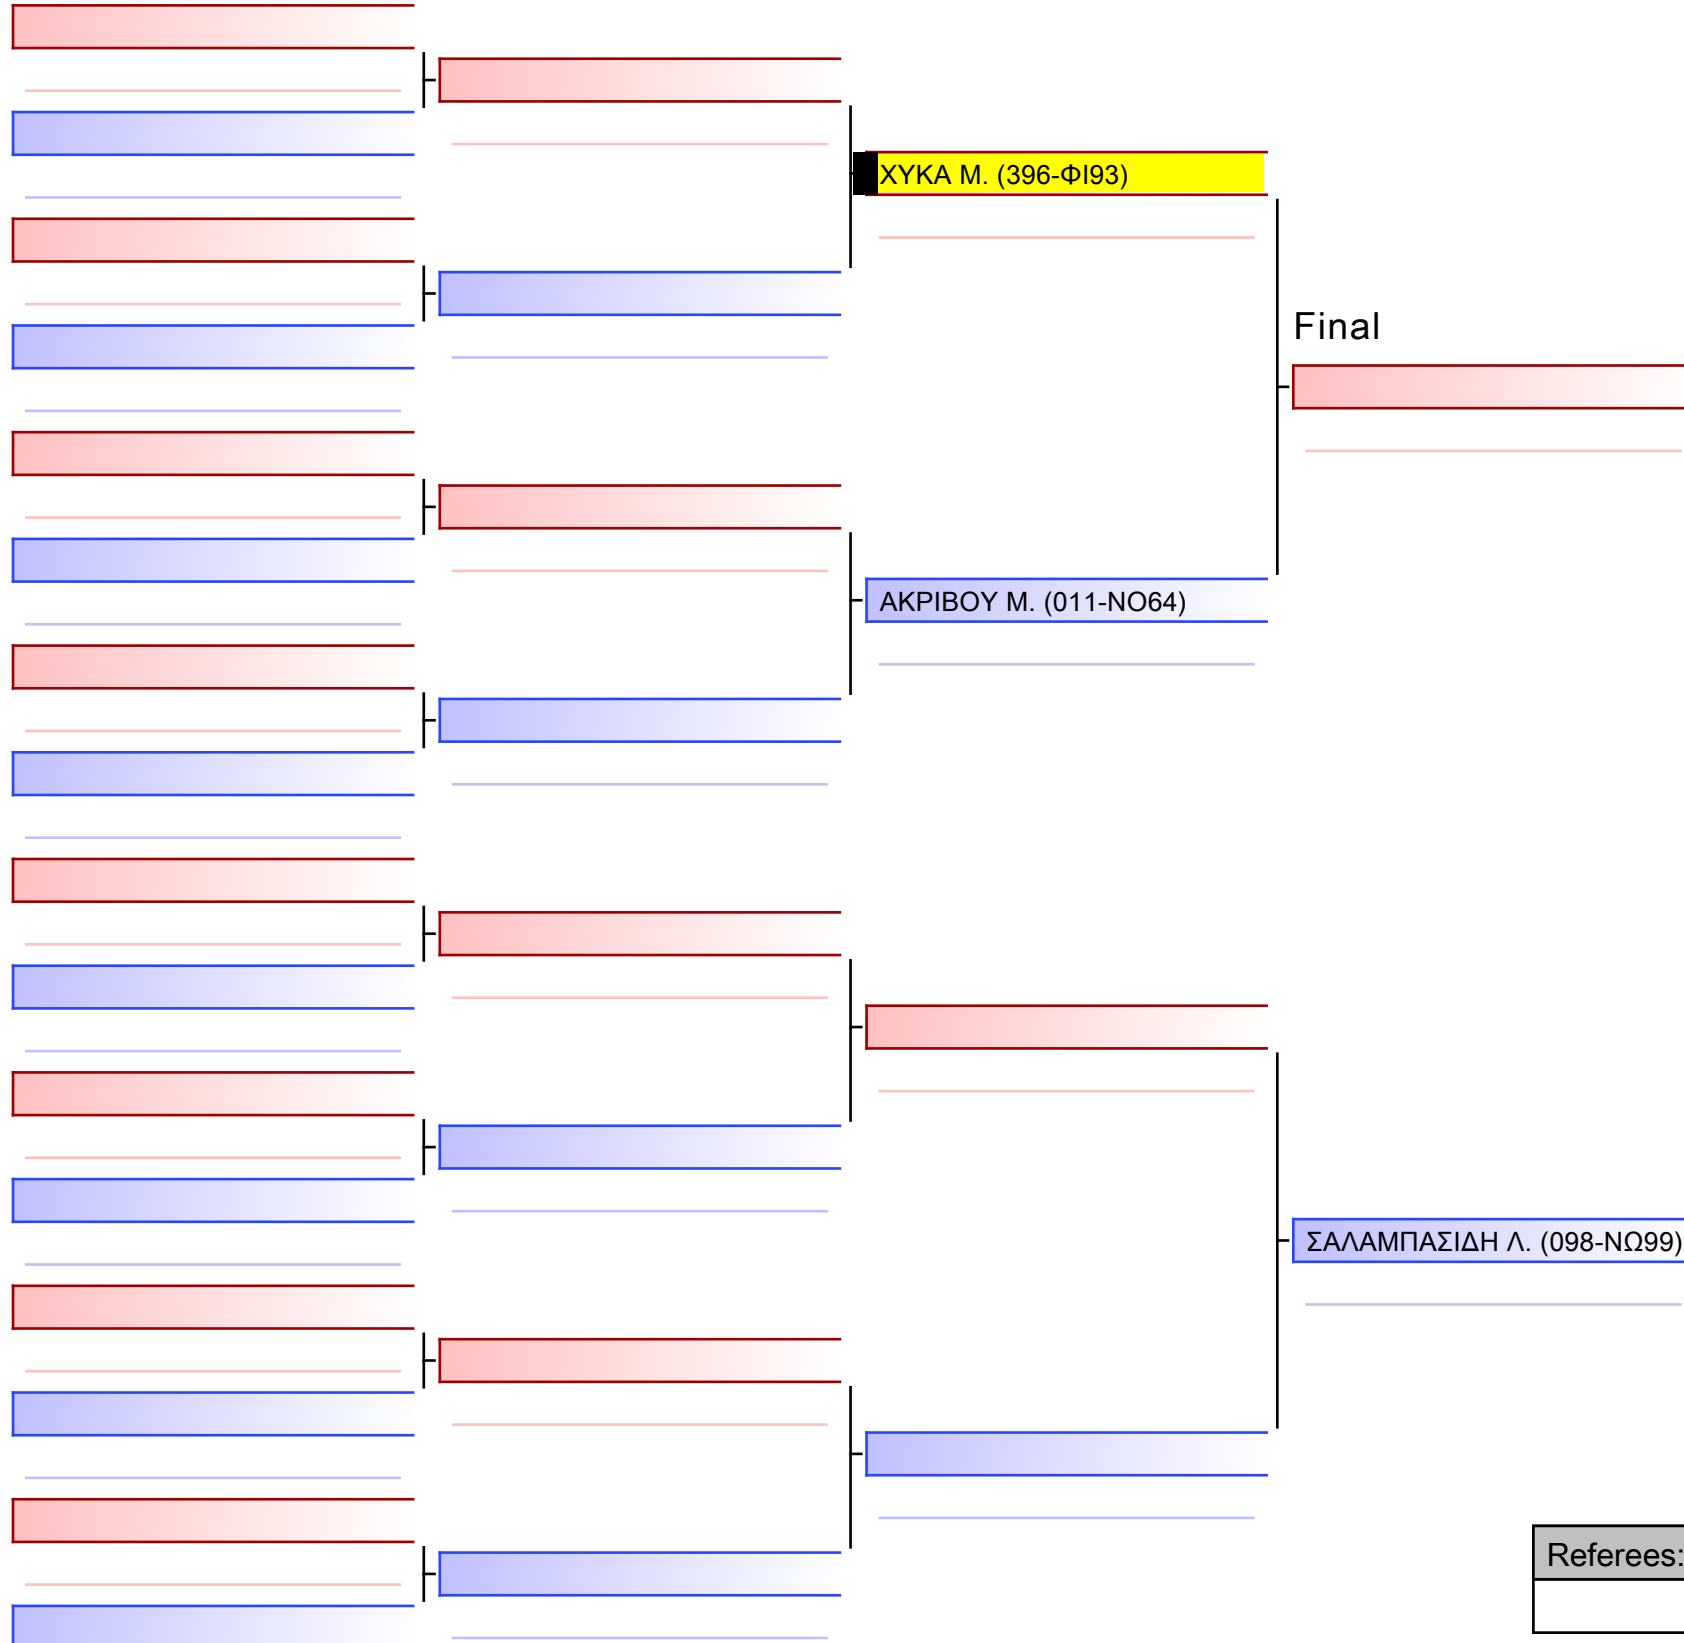 ΧΥΚΑ Μ. (396-ΦΙ93)
Final
ΑΚΡΙΒΟΥ Μ. (011-ΝΟ64)
ΣΑΛΑΜΠΑΣΙΔΗ Λ. (098-ΝΩ99)
Referees: